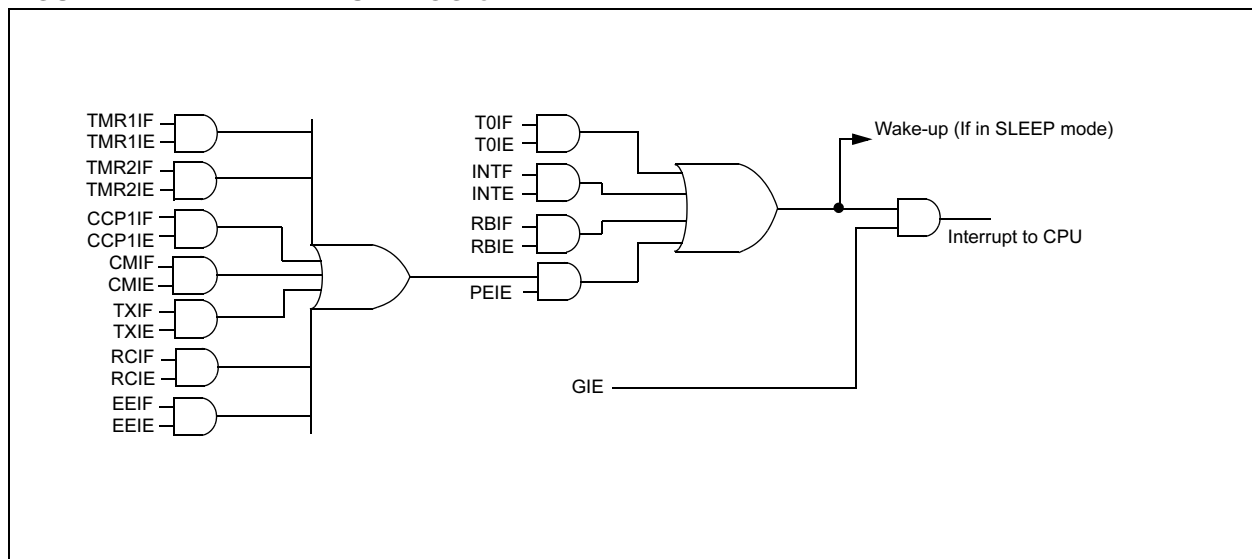 TMR1IF
TMR1IE
TMR2IF
TMR2IE
CCP1IF
CCP1IE
CMIF
CMIE
TXIF
TXIE
RCIF
RCIE
EEIF
EEIE
T0IF
T0IE
INTF
INTE
RBIF
RBIE
PEIE
GIE
Wake-up (If in SLEEP mode)
Interrupt to CPU